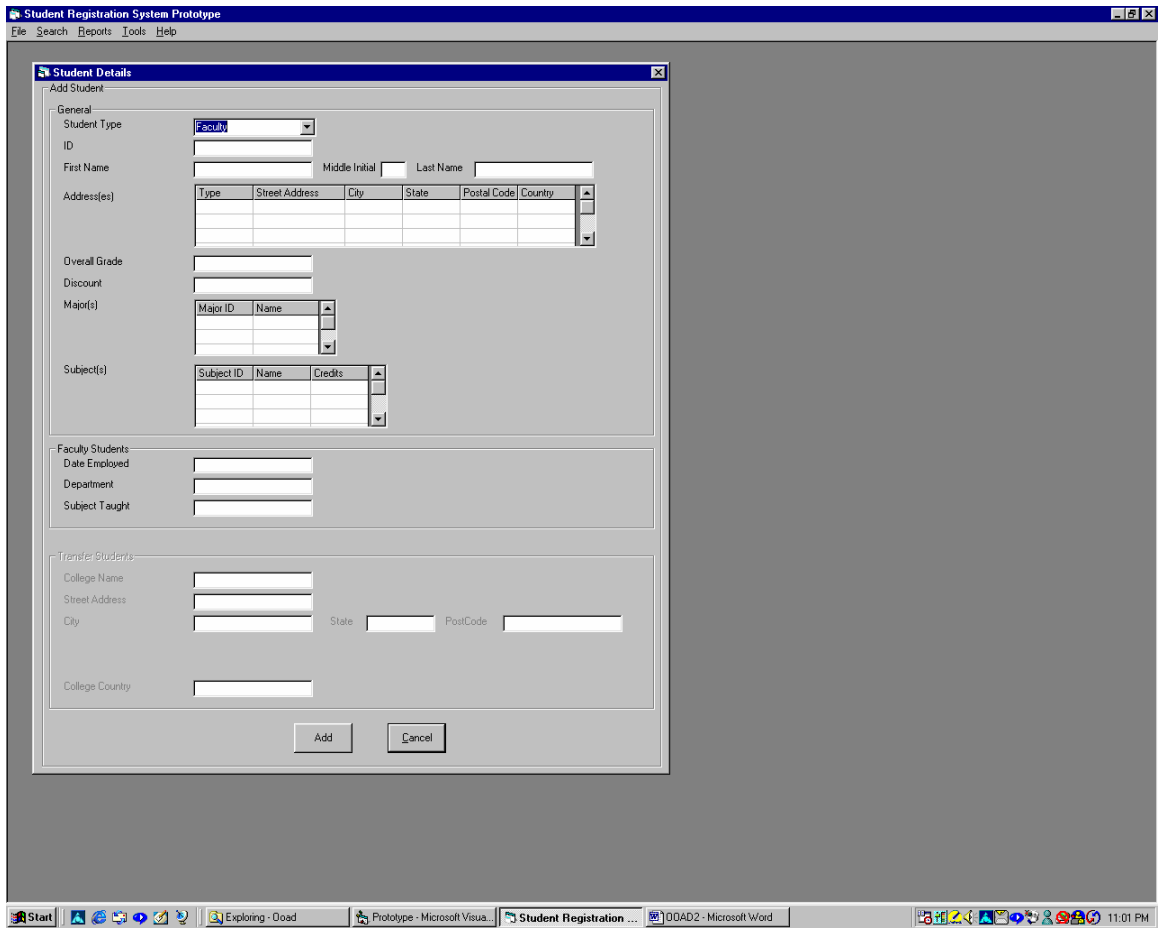 Student Registration System Prototype
File Search Reports Tools Help
Student Details
Add Student
General
Student Type Faculty
ID
First Name Middle Initial Last Name
Address(es) Type Street Address City State Postal Code Country
Overall Grade
Discount
Major(s) Major ID Name
Subject(s) Subject ID Name Credits
Faculty Students
Date Employed
Department
Subject Taught
Transfer Students
College Name
Street Address
City State PostCode
College Country
Add Cancel
Start Exploring - Ooad Prototype - Microsoft Visua... Student Registration ... OOAD2 - Microsoft Word 11:01 PM